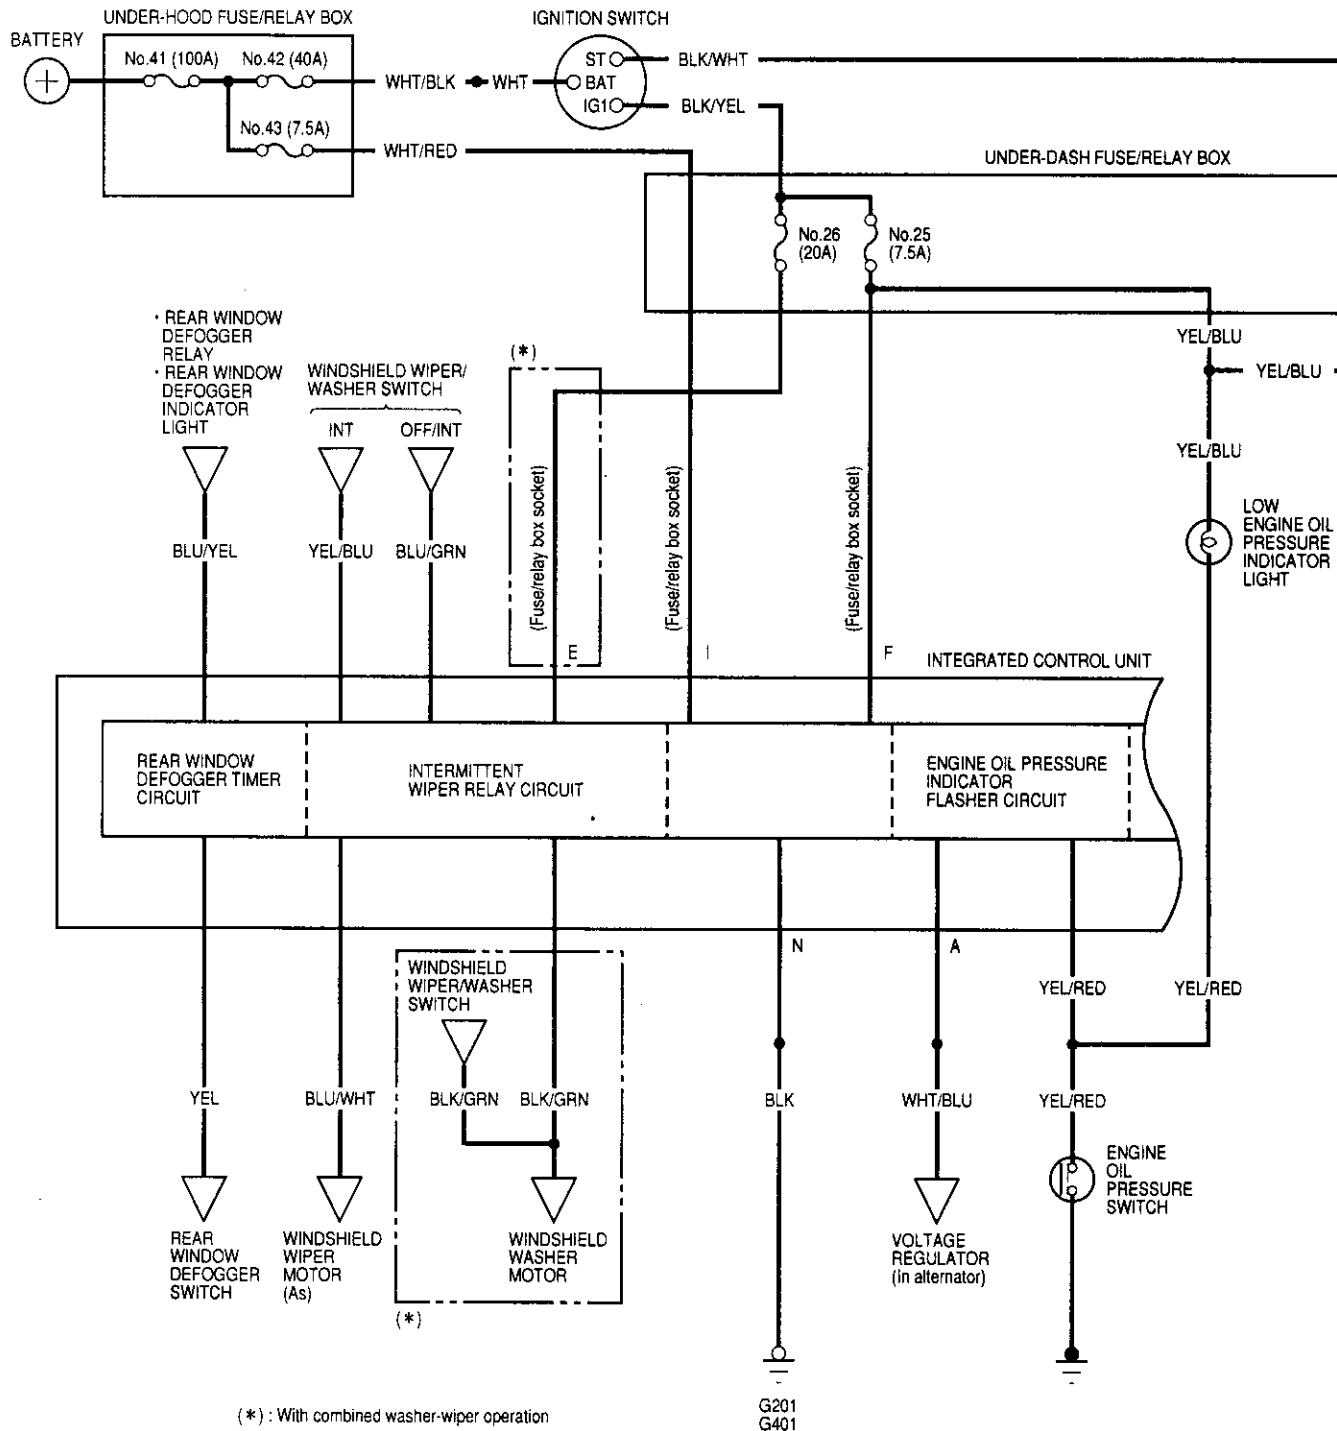 UNDER-HOOD FUSE/RELAY BOX
IGNITION SWITCH
BATTERY
No.41 (100A)
No.42 (40A)
ST
BLK/WHT
WHT/BLK
WHT
BAT
IG1
BLK/YEL
No.43 (7.5A)
WHT/RED
UNDER-DASH FUSE/RELAY BOX
No.26
(20A)
No.25
(7.5A)
• REAR WINDOW
DEFOGGER
RELAY
• REAR WINDOW
DEFOGGER
INDICATOR
LIGHT
WINDSHIELD WIPER/
WASHER SWITCH
INT
OFF/INT
(*)
YEL/BLU
YEL/BLU
YEL/BLU
BLU/YEL
YEL/BLU
BLU/GRN
(Fuse/relay box socket)
(Fuse/relay box socket)
(Fuse/relay box socket)
LOW
ENGINE OIL
PRESSURE
INDICATOR
LIGHT
E
I
F
INTEGRATED CONTROL UNIT
REAR WINDOW
DEFOGGER TIMER
CIRCUIT
INTERMITTENT
WIPER RELAY CIRCUIT
ENGINE OIL PRESSURE
INDICATOR
FLASHER CIRCUIT
N
A
WINDSHIELD
WIPER/WASHER
SWITCH
YEL/RED
YEL/RED
YEL
BLU/WHT
BLK/GRN
BLK/GRN
BLK
WHT/BLU
YEL/RED
ENGINE
OIL
PRESSURE
SWITCH
REAR
WINDOW
DEFOGGER
SWITCH
WINDSHIELD
WIPER
MOTOR
(As)
WINDSHIELD
WASHER
MOTOR
VOLTAGE
REGULATOR
(in alternator)
(*)
(*) : With combined washer-wiper operation
G201
G401